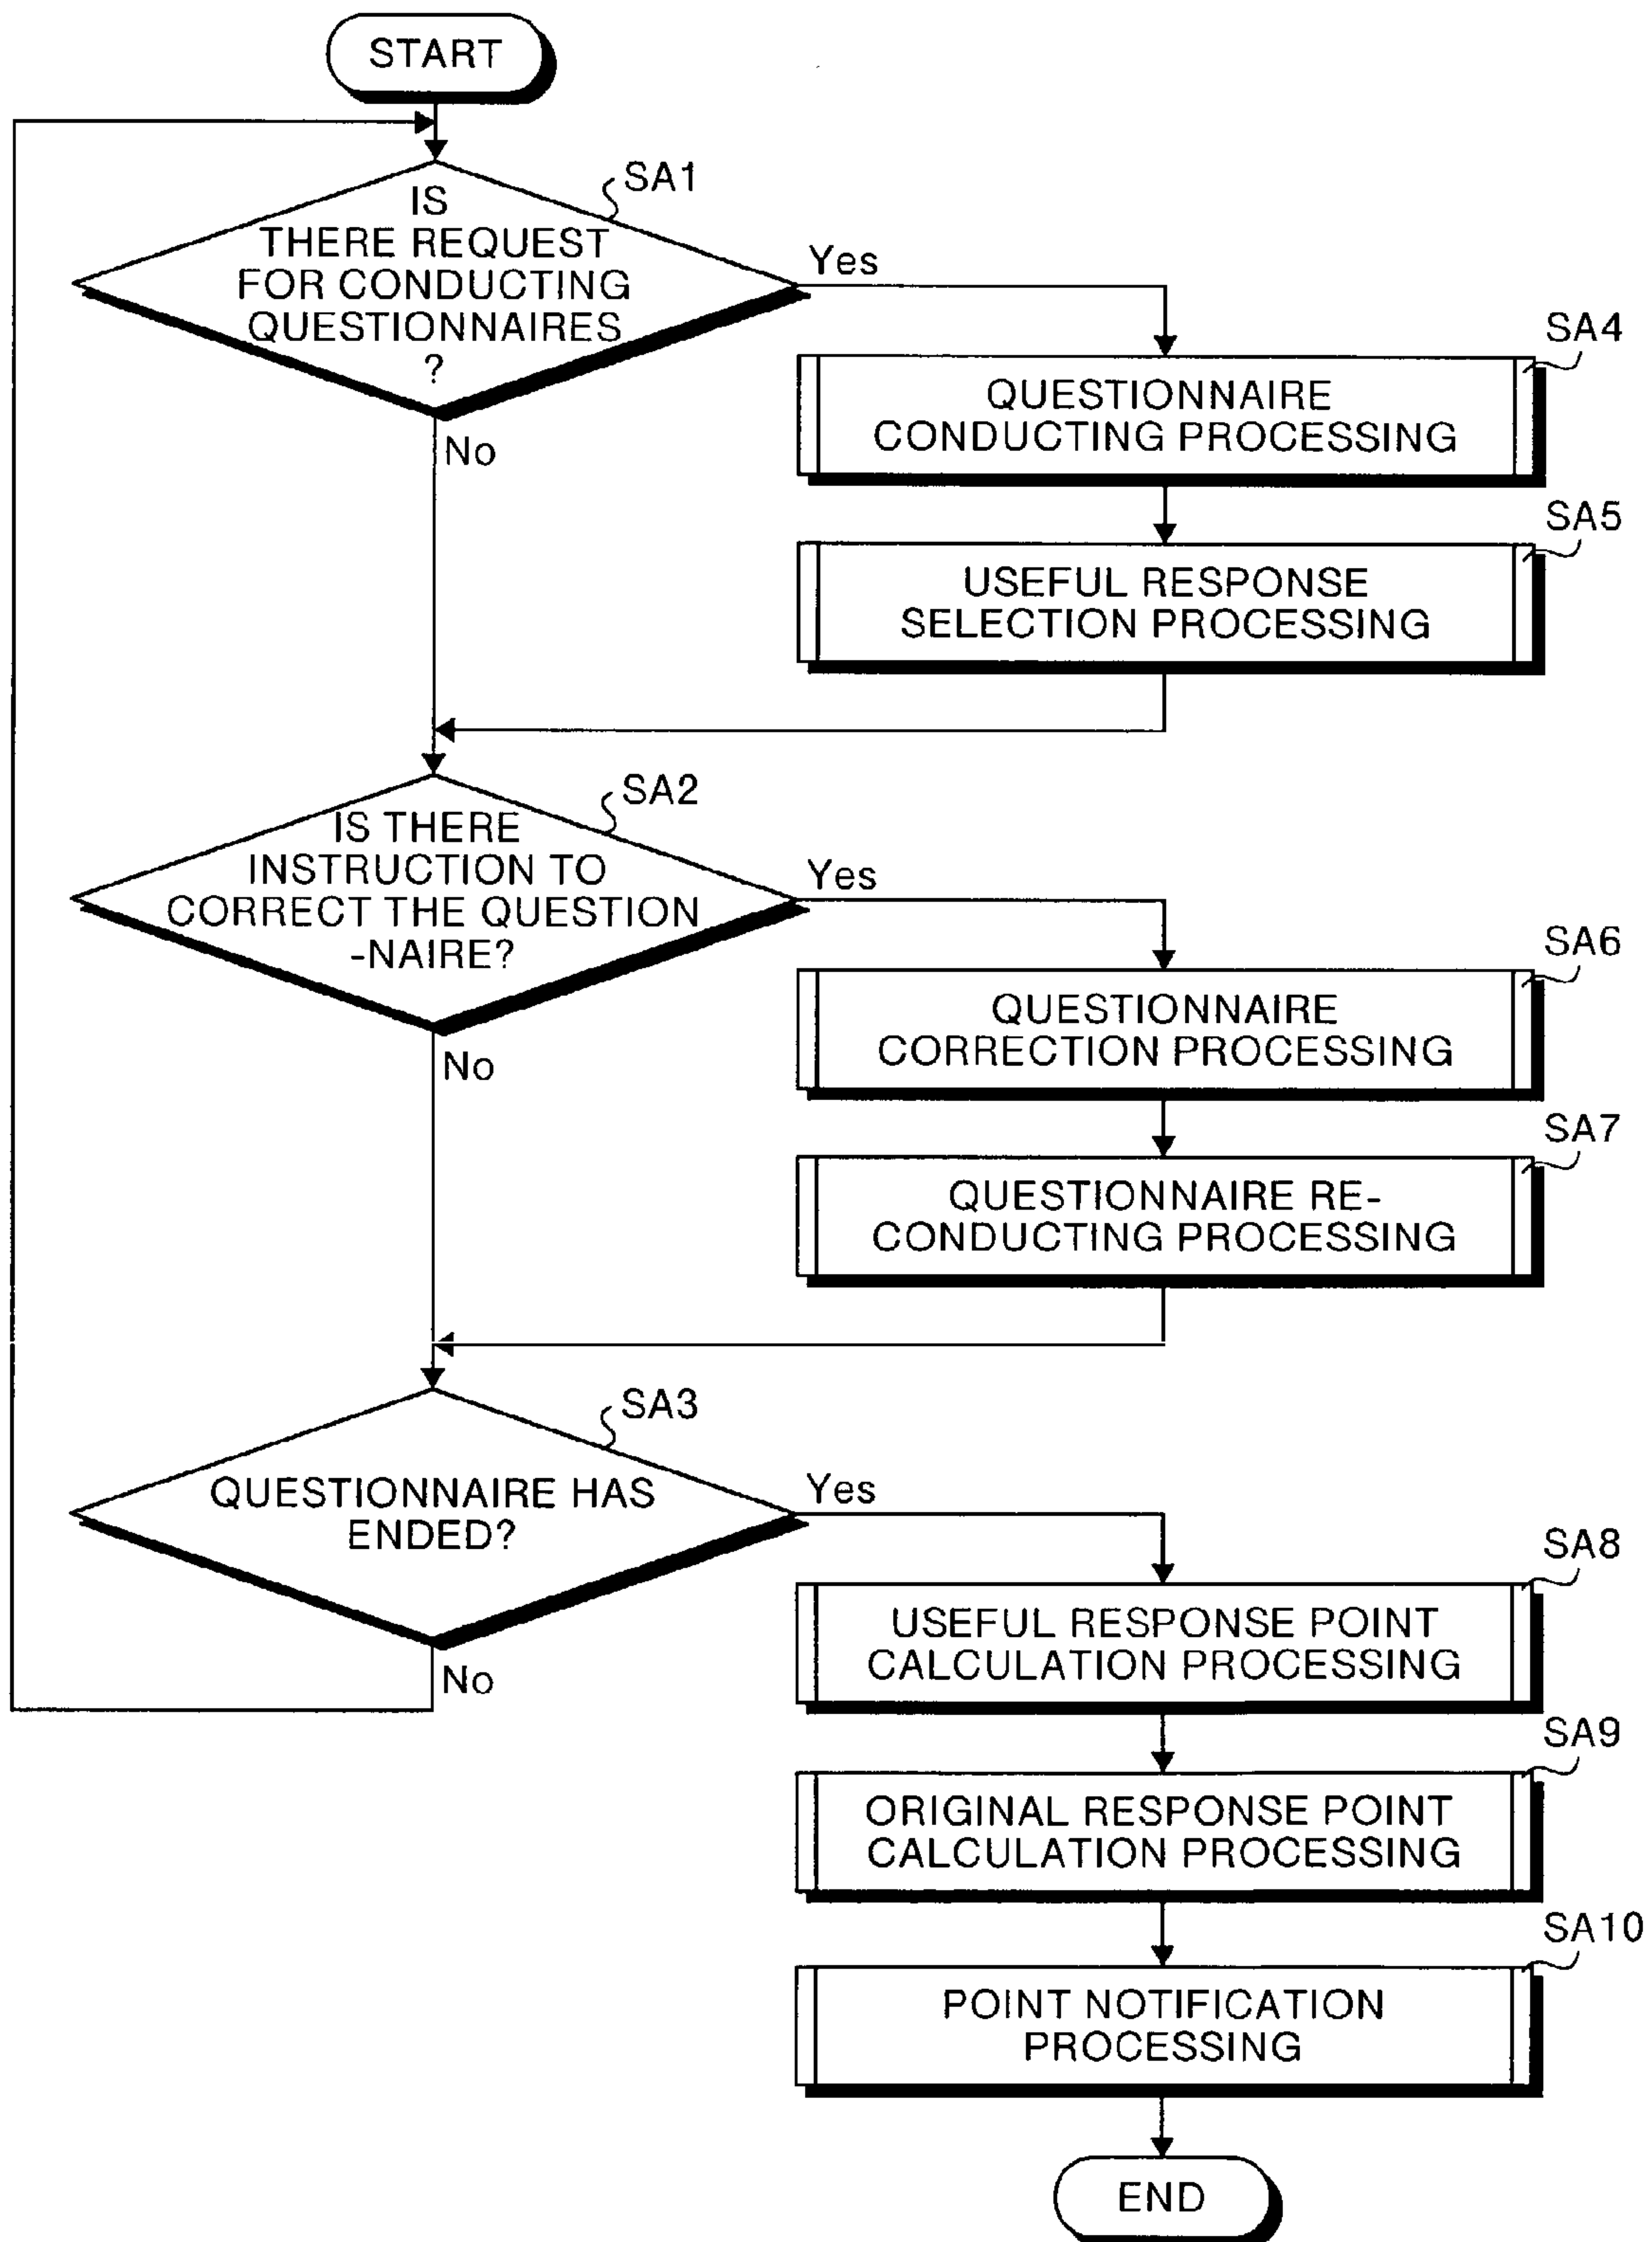 START
SA1
IS
THERE REQUEST
FOR CONDUCTING
QUESTIONNAIRES
?
Yes
No
SA4
QUESTIONNAIRE
CONDUCTING PROCESSING
SA5
USEFUL RESPONSE
SELECTION PROCESSING
SA2
IS THERE
INSTRUCTION TO
CORRECT THE QUESTION
-NAIRE?
Yes
No
SA6
QUESTIONNAIRE
CORRECTION PROCESSING
SA7
QUESTIONNAIRE RE-
CONDUCTING PROCESSING
SA3
QUESTIONNAIRE HAS
ENDED?
Yes
No
SA8
USEFUL RESPONSE POINT
CALCULATION PROCESSING
SA9
ORIGINAL RESPONSE POINT
CALCULATION PROCESSING
SA10
POINT NOTIFICATION
PROCESSING
END